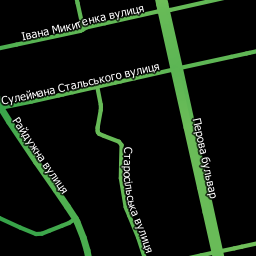 Івана Микитенка вулиця
Сулеймана Стальського вулиця
Райдужна вулиця
Старосільська вулиця
Перова бульвар